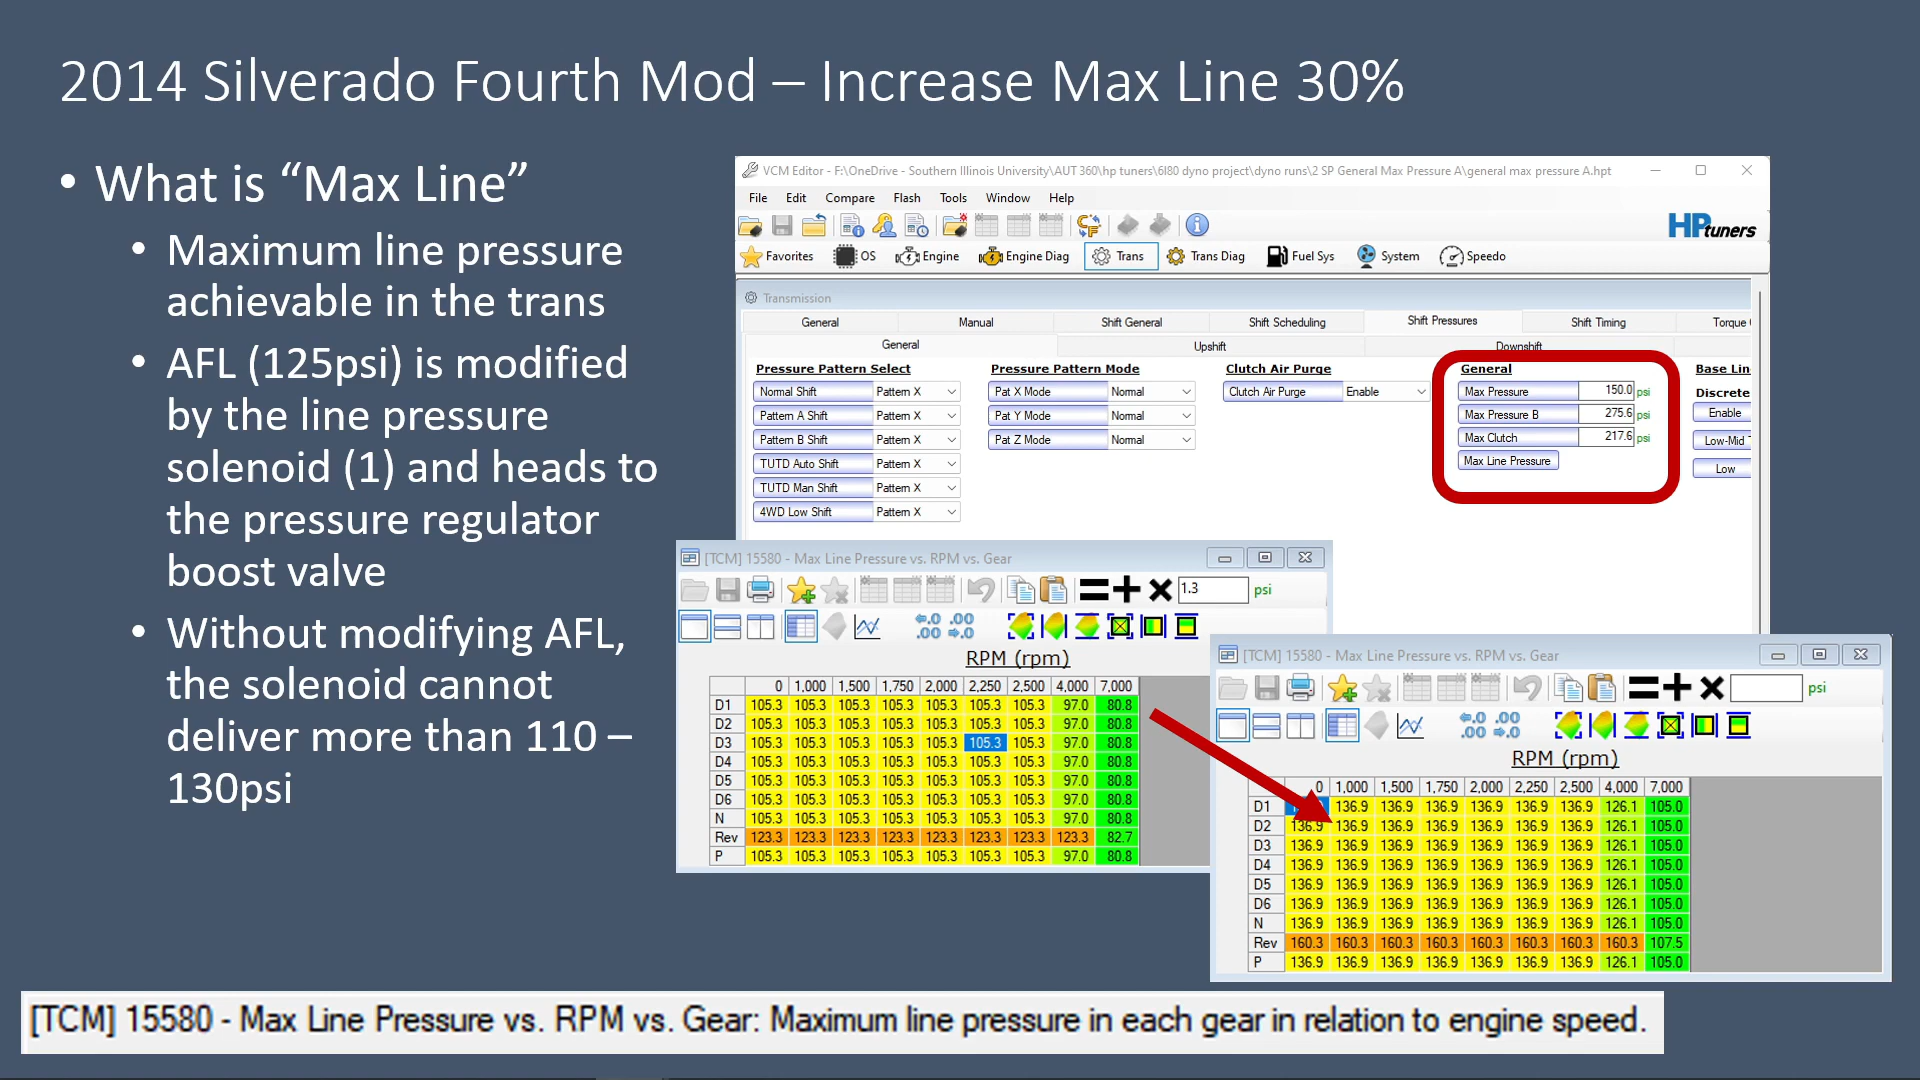 2014 Silverado Fourth Mod – Increase Max Line 30%
• What is “Max Line”
• Maximum line pressure
achievable in the trans
• AFL (125psi) is modified
by the line pressure
solenoid (1) and heads to
the pressure regulator
boost valve
• Without modifying AFL,
the solenoid cannot
deliver more than 110 –
130psi
VCM Editor - F:\OneDrive - Southern Illinois University\AUT 360\hp tuners\6l80 dyno project\dyno runs\2 SP General Max Pressure A\general max pressure A.hpt
File Edit Compare Flash Tools Window Help
HPtuners
Favorites OS Engine Engine Diag Trans Trans Diag Fuel Sys System Speedo
Transmission
General Manual Shift General Shift Scheduling Shift Pressures Shift Timing Torque
General Upshift Downshift
Pressure Pattern Select Pressure Pattern Mode Clutch Air Purge General Base Lin
Normal Shift Pattern X Pat X Mode Normal Clutch Air Purge Enable Max Pressure 150.0 psi Discrete
Pattern A Shift Pattern X Pat Y Mode Normal Max Pressure B 275.6 psi Enable
Pattern B Shift Pattern X Pat Z Mode Normal Max Clutch 217.6 psi Low-Mid
TUTD Auto Shift Pattern X Max Line Pressure Low
TUTD Man Shift Pattern X
4WD Low Shift Pattern X
[TCM] 15580 - Max Line Pressure vs. RPM vs. Gear
1.3 psi
.0 .00
.00 .0
RPM (rpm)
0 1,000 1,500 1,750 2,000 2,250 2,500 4,000 7,000
D1 105.3 105.3 105.3 105.3 105.3 105.3 105.3 97.0 80.8
D2 105.3 105.3 105.3 105.3 105.3 105.3 105.3 97.0 80.8
D3 105.3 105.3 105.3 105.3 105.3 105.3 105.3 97.0 80.8
D4 105.3 105.3 105.3 105.3 105.3 105.3 105.3 97.0 80.8
D5 105.3 105.3 105.3 105.3 105.3 105.3 105.3 97.0 80.8
D6 105.3 105.3 105.3 105.3 105.3 105.3 105.3 97.0 80.8
N 105.3 105.3 105.3 105.3 105.3 105.3 105.3 97.0 80.8
Rev 123.3 123.3 123.3 123.3 123.3 123.3 123.3 123.3 82.7
P 105.3 105.3 105.3 105.3 105.3 105.3 105.3 97.0 80.8
[TCM] 15580 - Max Line Pressure vs. RPM vs. Gear
psi
.0 .00
.00 .0
RPM (rpm)
0 1,000 1,500 1,750 2,000 2,250 2,500 4,000 7,000
D1 136.9 136.9 136.9 136.9 136.9 136.9 126.1 105.0
D2 136.9 136.9 136.9 136.9 136.9 136.9 136.9 126.1 105.0
D3 136.9 136.9 136.9 136.9 136.9 136.9 136.9 126.1 105.0
D4 136.9 136.9 136.9 136.9 136.9 136.9 136.9 126.1 105.0
D5 136.9 136.9 136.9 136.9 136.9 136.9 136.9 126.1 105.0
D6 136.9 136.9 136.9 136.9 136.9 136.9 136.9 126.1 105.0
N 136.9 136.9 136.9 136.9 136.9 136.9 136.9 126.1 105.0
Rev 160.3 160.3 160.3 160.3 160.3 160.3 160.3 160.3 107.5
P 136.9 136.9 136.9 136.9 136.9 136.9 136.9 126.1 105.0
[TCM] 15580 - Max Line Pressure vs. RPM vs. Gear: Maximum line pressure in each gear in relation to engine speed.